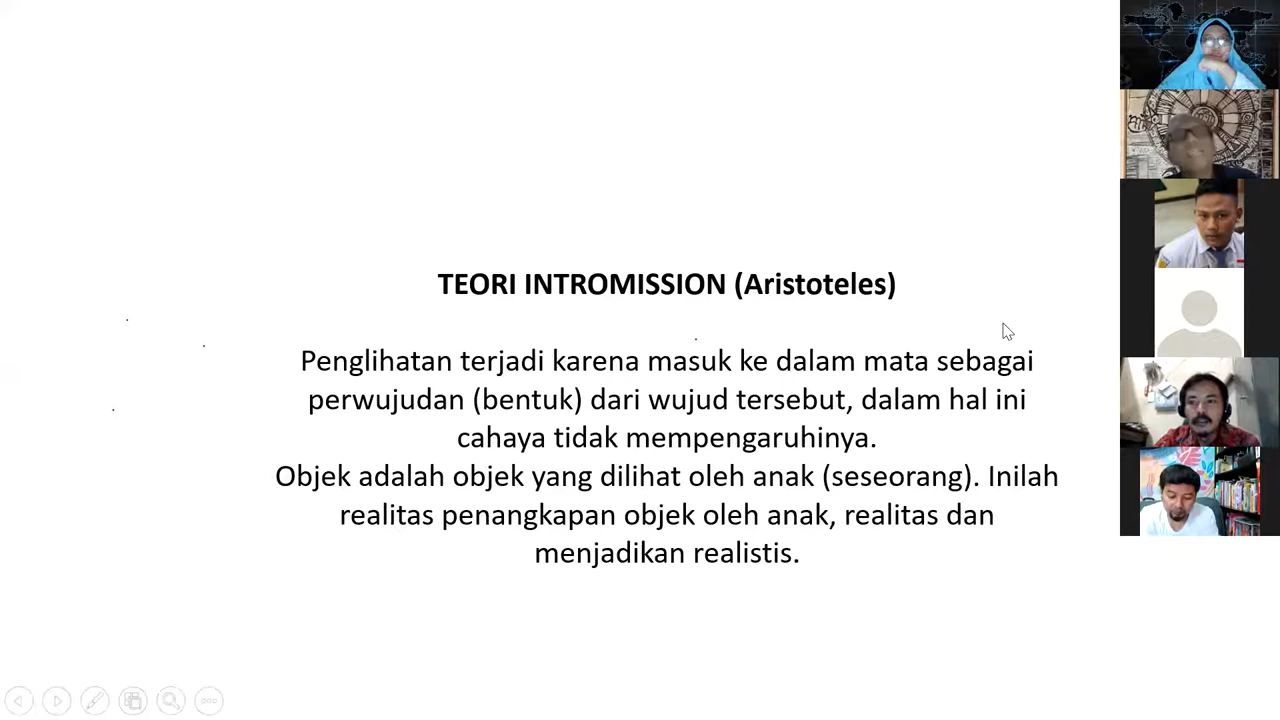 TEORI INTROMISSION (Aristoteles)
Penglihatan terjadi karena masuk ke dalam mata sebagai
perwujudan (bentuk) dari wujud tersebut, dalam hal ini
cahaya tidak mempengaruhinya.
Objek adalah objek yang dilihat oleh anak (seseorang). Inilah
realitas penangkapan objek oleh anak, realitas dan
menjadikan realistis.